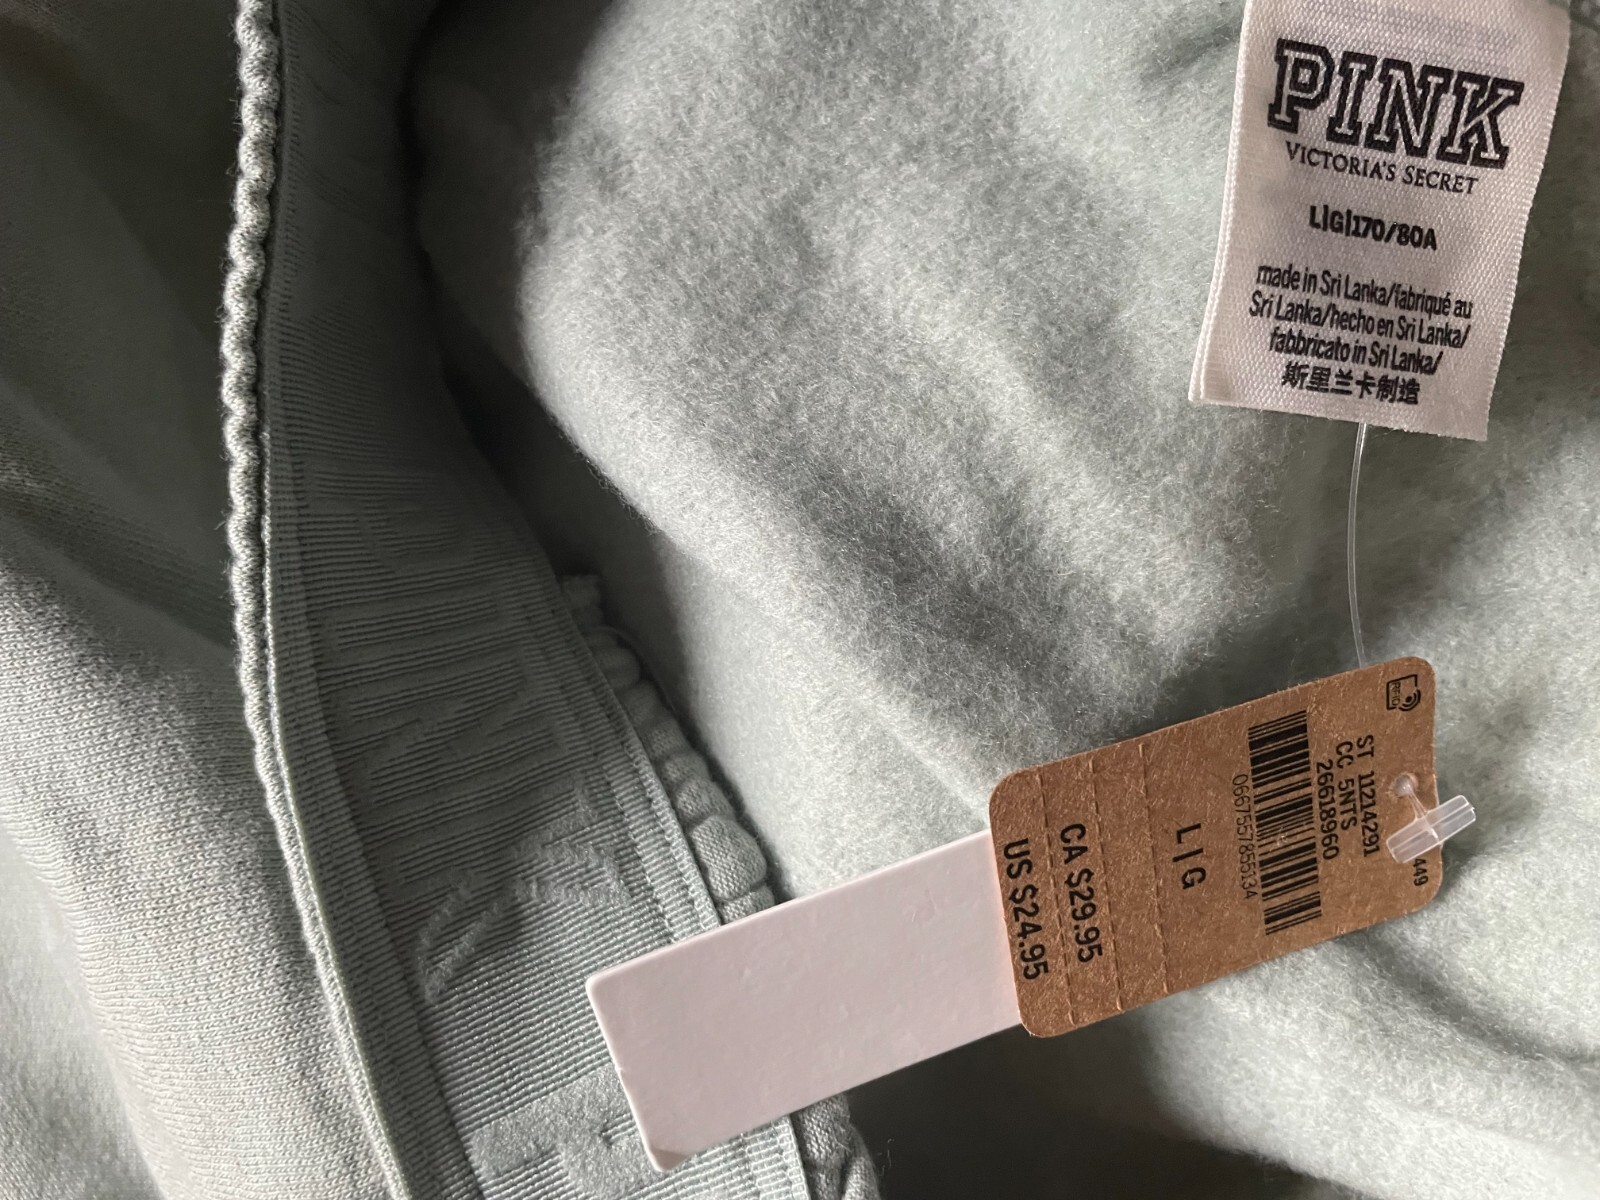 PINK
VICTORIA'S SECRET
L|G|170/80A
made in Sri Lanka/fabriqué au
Sri Lanka/hecho en Sri Lanka/
fabbricato in Sri Lanka/
斯里兰卡制造
RFID
ST 11214291 449
CC 5NTS
26618960
0667557855134
L | G
CA $29.95
US $24.95